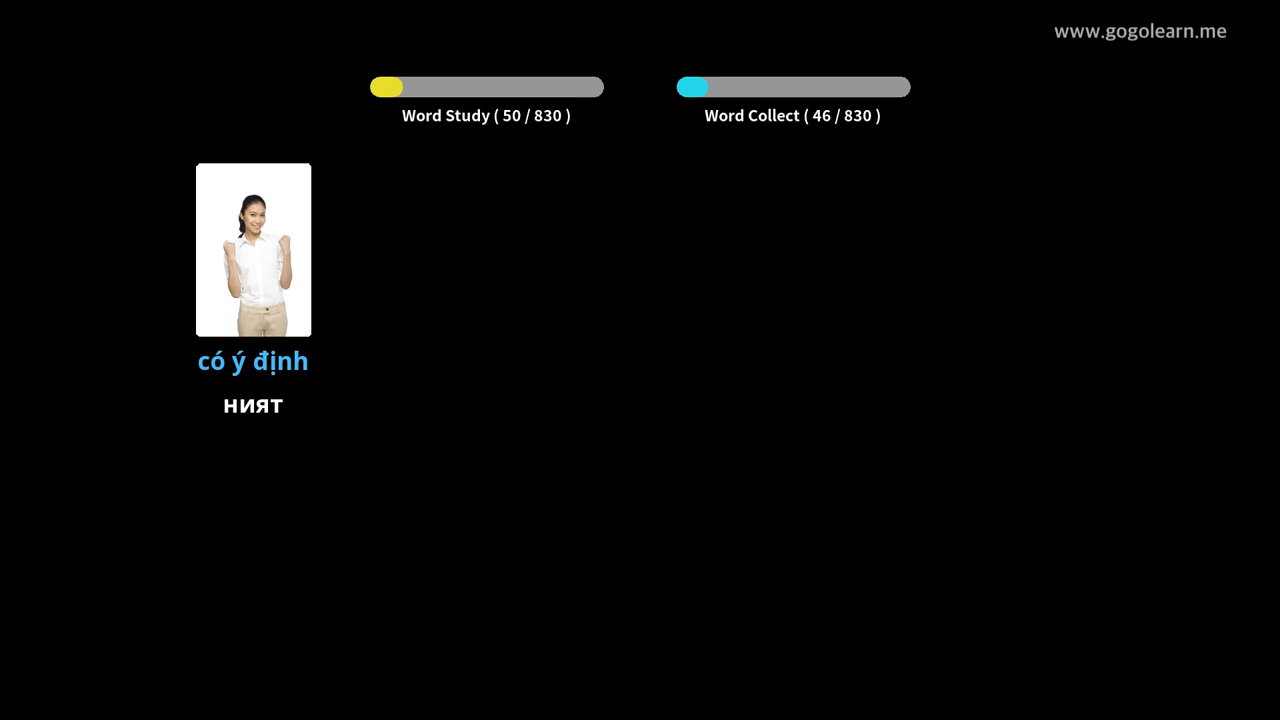 www.gogolearn.me
Word Study ( 50 / 830 )
Word Collect ( 46 / 830 )
có ý định
ният